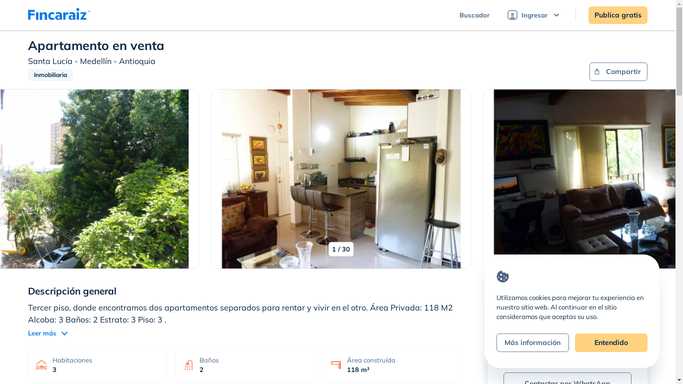 Fincaraiz
Buscador
Ingresar
Publica gratis
Apartamento en venta
Santa Lucía - Medellín - Antioquia
Inmobiliaria
Compartir
1 / 30
Descripción general
Tercer piso, donde encontramos dos apartamentos separados para rentar y vivir en el otro. Área Privada: 118 M2
Alcoba: 3 Baños: 2 Estrato: 3 Piso: 3 .
Leer más
Habitaciones
3
Baños
2
Área construída
118 m²
Utilizamos cookies para mejorar tu experiencia en
nuestro sitio web. Al continuar en el sitio
consideramos que aceptas su uso.
Más información
Entendido
Contactar por WhatsApp